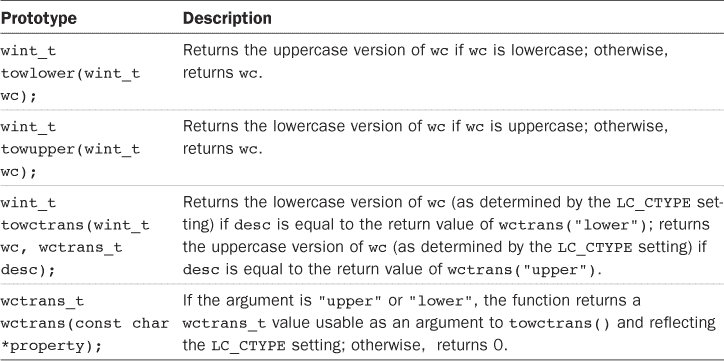 Prototype Description
wint_t Returns the uppercase version of wc if wc is lowercase; otherwise,
towlower(wint_t returns wc.
wc);
wint_t Returns the lowercase version of wc if wc is uppercase; otherwise,
towupper(wint_t returns wc.
wc);
wint_t Returns the lowercase version of wc (as determined by the LC_CTYPE set-
towctrans(wint_t ting) if desc is equal to the return value of wctrans("lower"); returns
wc, wctrans_t the uppercase version of wc (as determined by the LC_CTYPE setting) if
desc); desc is equal to the return value of wctrans("upper").
wctrans_t If the argument is "upper" or "lower", the function returns a
wctrans(const char wctrans_t value usable as an argument to towctrans() and reflecting
*property); the LC_CTYPE setting; otherwise, returns 0.